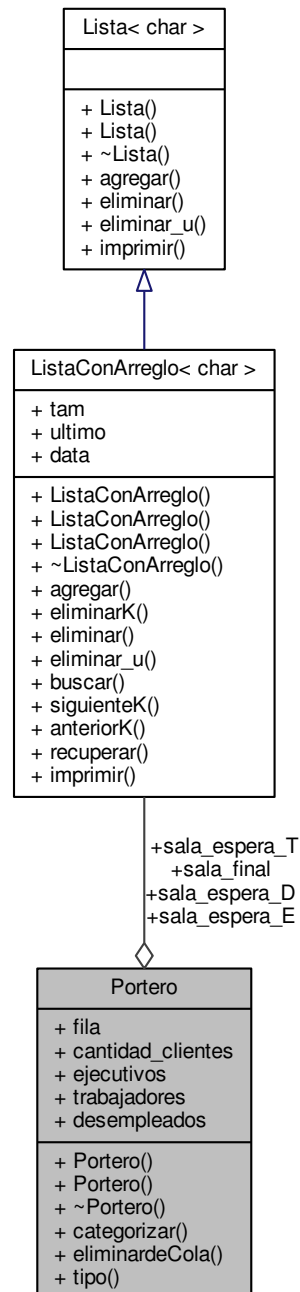 Lista< char >
+ Lista()
+ Lista()
+ ~Lista()
+ agregar()
+ eliminar()
+ eliminar_u()
+ imprimir()
ListaConArreglo< char >
+ tam
+ ultimo
+ data
+ ListaConArreglo()
+ ListaConArreglo()
+ ListaConArreglo()
+ ~ListaConArreglo()
+ agregar()
+ eliminarK()
+ eliminar()
+ eliminar_u()
+ buscar()
+ siguienteK()
+ anteriorK()
+ recuperar()
+ imprimir()
+sala_espera_T
+sala_final
+sala_espera_D
+sala_espera_E
Portero
+ fila
+ cantidad_clientes
+ ejecutivos
+ trabajadores
+ desempleados
+ Portero()
+ Portero()
+ ~Portero()
+ categorizar()
+ eliminardeCola()
+ tipo()